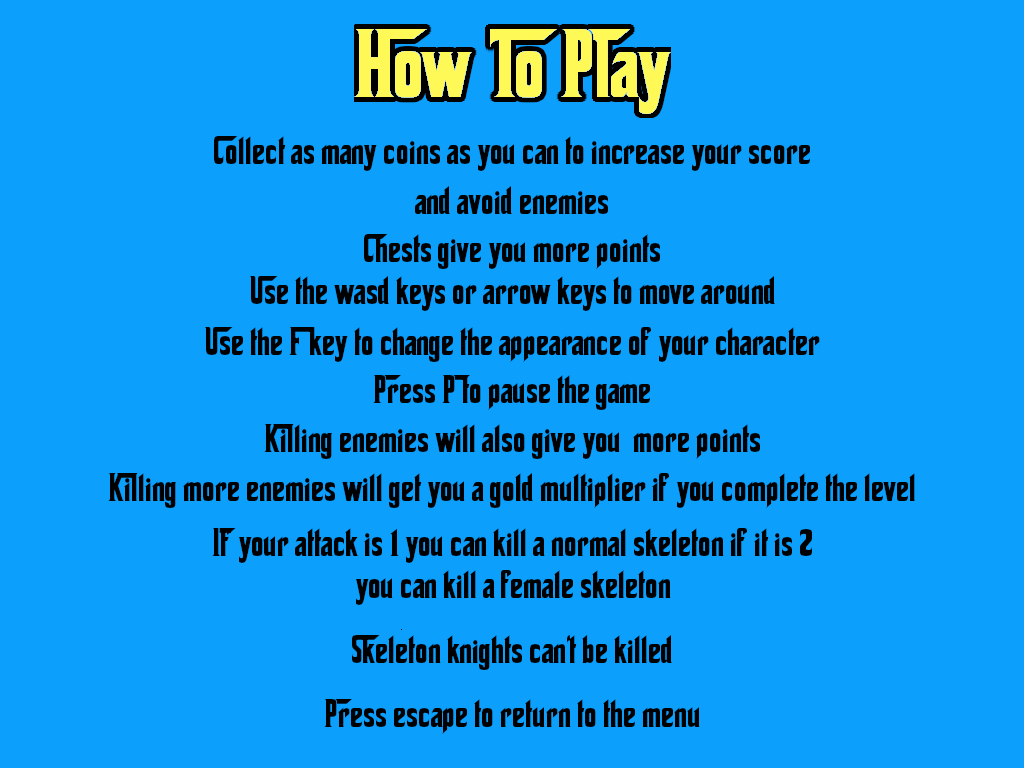 How To Play
Collect as many coins as you can to increase your score
and avoid enemies
Chests give you more points
Use the wasd keys or arrow keys to move around
Use the F key to change the appearance of your character
Press P To pause the game
Killing enemies will also give you more points
Killing more enemies will get you a gold multiplier if you complete the level
If your attack is 1 you can kill a normal skeleton if it is 2
you can kill a female skeleton
Skeleton knights can't be killed
Press escape to return to the menu